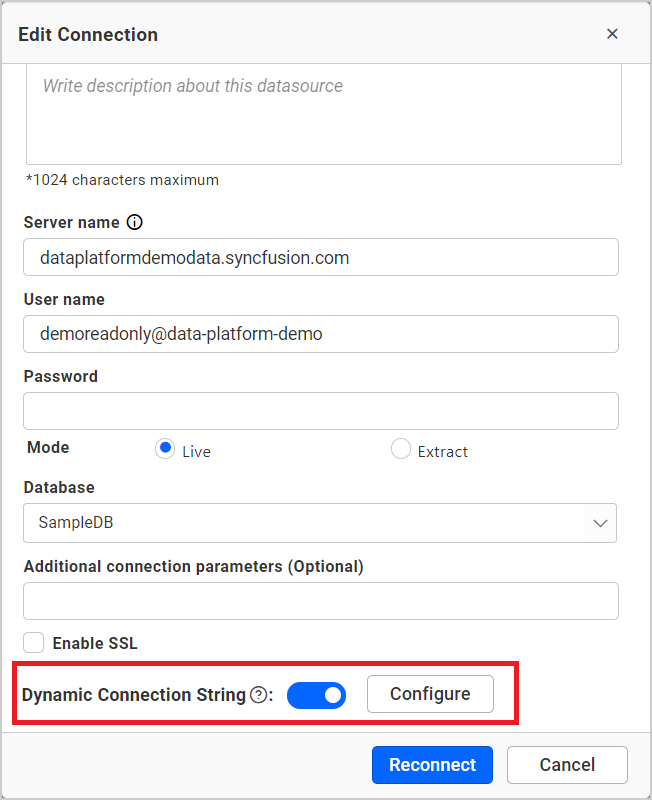 Edit Connection
Write description about this datasource
*1024 characters maximum
Server name
dataplatformdemodata.syncfusion.com
User name
demoreadonly@data-platform-demo
Password
Mode Live Extract
Database
SampleDB
Additional connection parameters (Optional)
Enable SSL
Dynamic Connection String ? : Configure
Reconnect Cancel